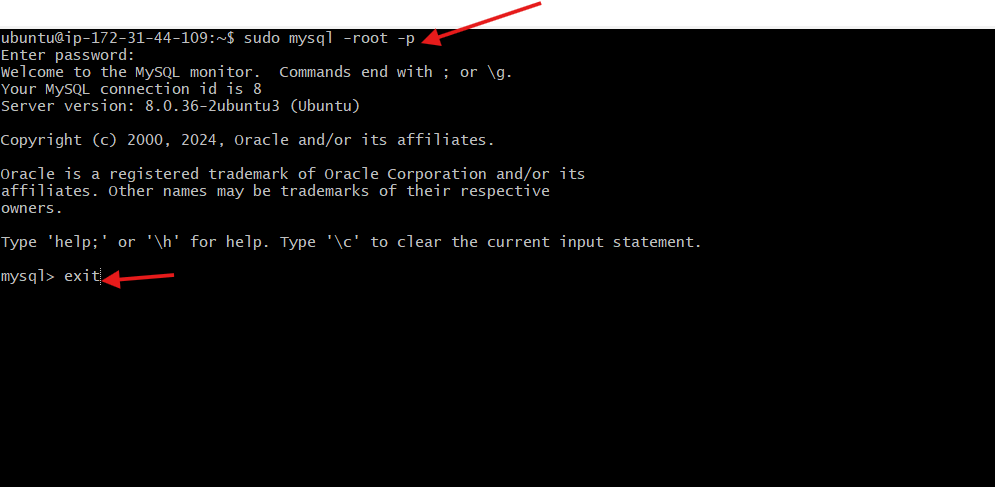 ubuntu@ip-172-31-44-109:~$ sudo mysql -root -p
Enter password:
Welcome to the MySQL monitor.  Commands end with ; or \g.
Your MySQL connection id is 8
Server version: 8.0.36-2ubuntu3 (Ubuntu)
Copyright (c) 2000, 2024, Oracle and/or its affiliates.
Oracle is a registered trademark of Oracle Corporation and/or its
affiliates. Other names may be trademarks of their respective
owners.
Type 'help;' or '\h' for help. Type '\c' to clear the current input statement.
mysql> exit